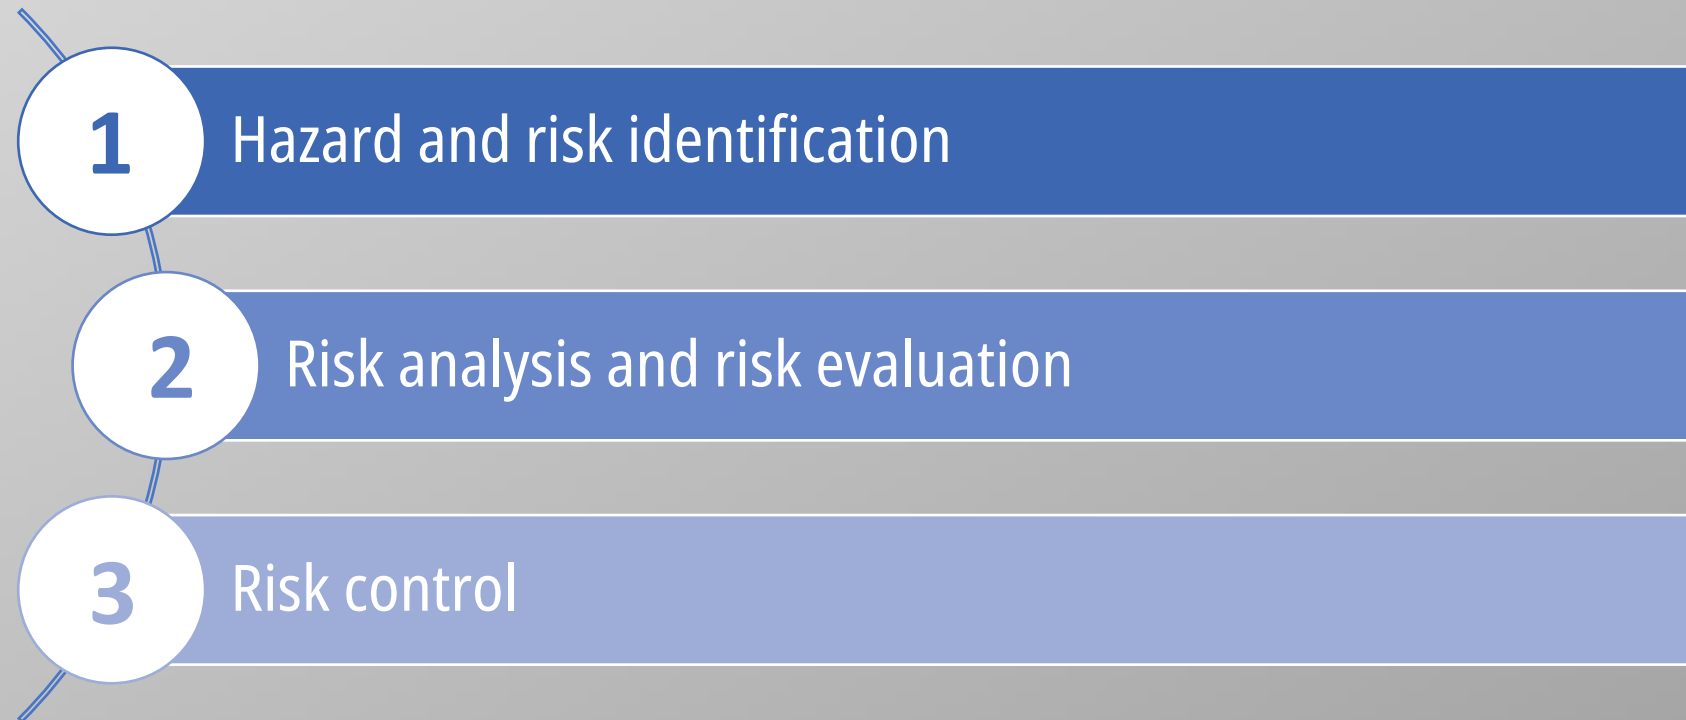 1
Hazard and risk identification
2
Risk analysis and risk evaluation
3
Risk control